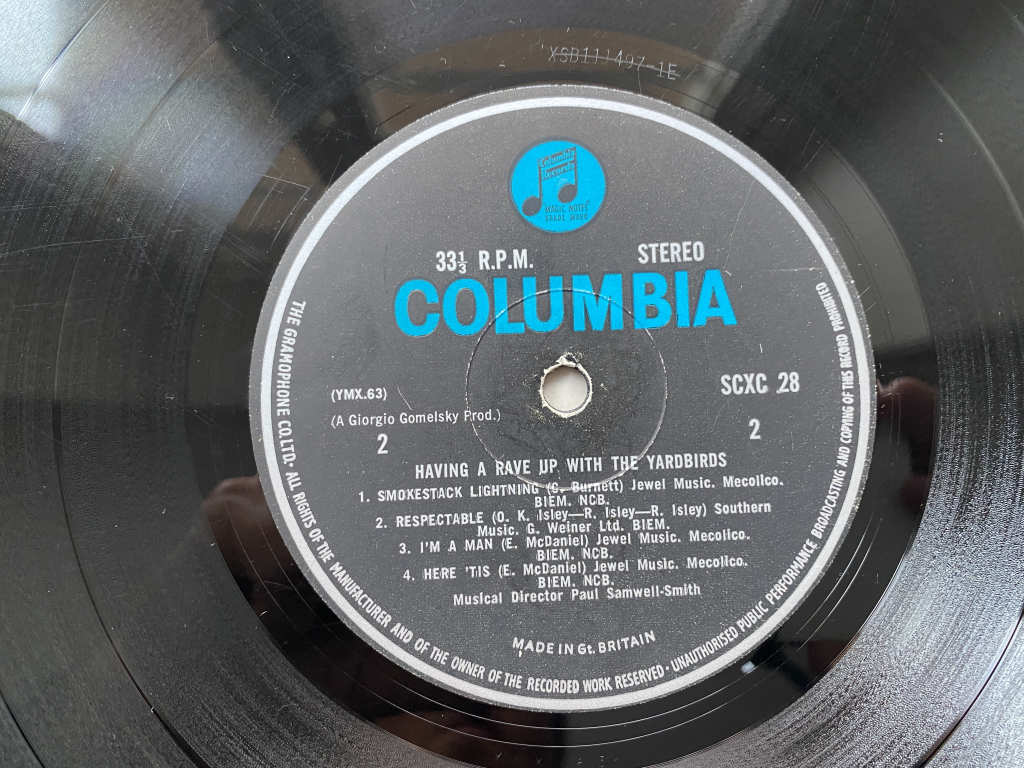 XSB111497-1E
Columbia
Records
MAGIC NOTES
TRADE MARK
33⅓ R.P.M.
STEREO
COLUMBIA
(YMX.63)
SCXC 28
(A Giorgio Gomelsky Prod.)
2
2
HAVING A RAVE UP WITH THE YARDBIRDS
1. SMOKESTACK LIGHTNING (C. Burnett) Jewel Music. Mecolico.
BIEM. NCB.
2. RESPECTABLE (O. K. Isley—R. Isley—R. Isley) Southern
Music. G. Weiner Ltd. BIEM.
3. I'M A MAN (E. McDaniel) Jewel Music. Mecolico.
BIEM. NCB.
4. HERE 'TIS (E. McDaniel) Jewel Music. Mecolico.
BIEM. NCB.
Musical Director Paul Samwell-Smith
MADE IN Gt. BRITAIN
THE GRAMOPHONE CO. LTD. ALL RIGHTS OF THE MANUFACTURER AND OF THE OWNER OF THE RECORDED WORK RESERVED · UNAUTHORISED PUBLIC PERFORMANCE BROADCASTING AND COPYING OF THIS RECORD PROHIBITED